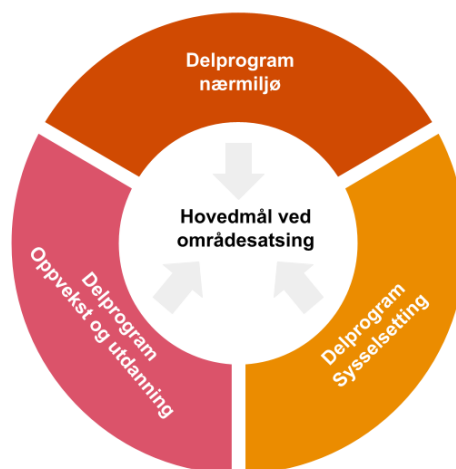 Delprogram
nærmiljø
Hovedmål ved
områdesatsing
Delprogram
Oppvekst og utdanning
Delprogram
Sysselsetting